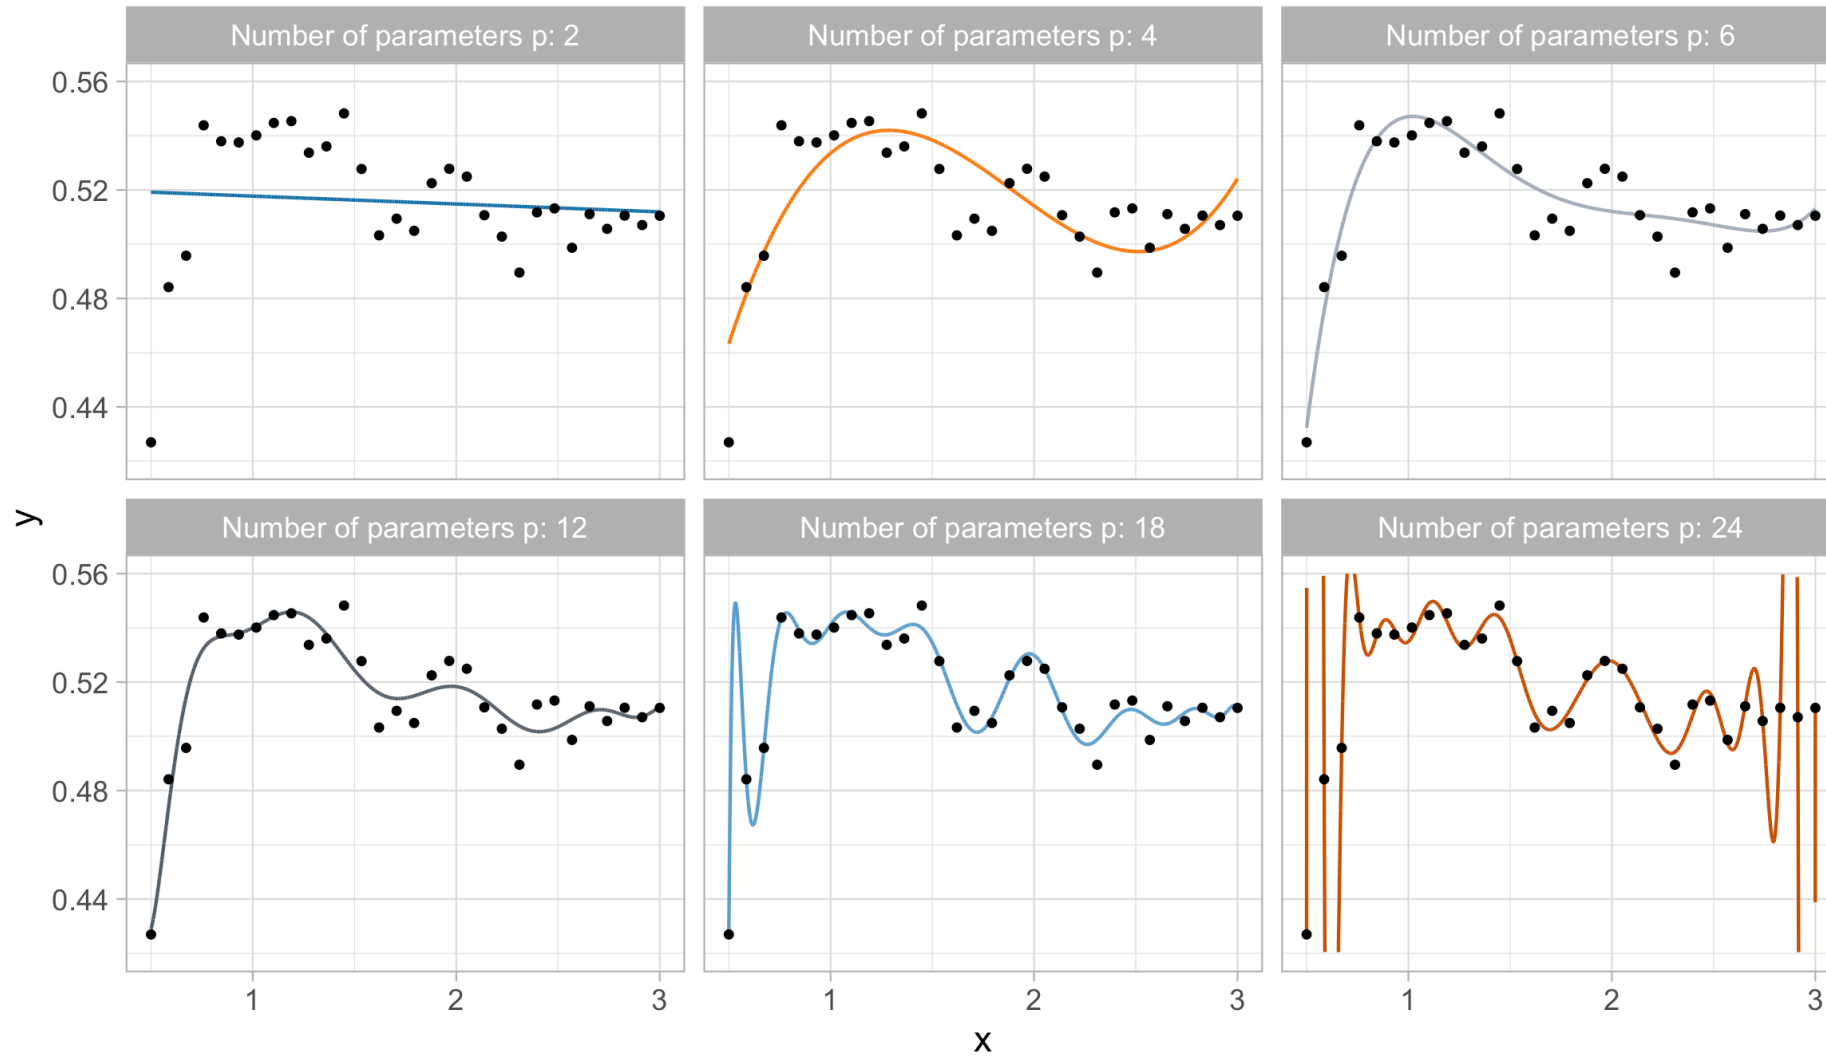 Number of parameters p: 2
Number of parameters p: 4
Number of parameters p: 6
0.56
0.52
0.48
0.44
y
Number of parameters p: 12
Number of parameters p: 18
Number of parameters p: 24
0.56
0.52
0.48
0.44
1 2 3 1 2 3 1 2 3
x